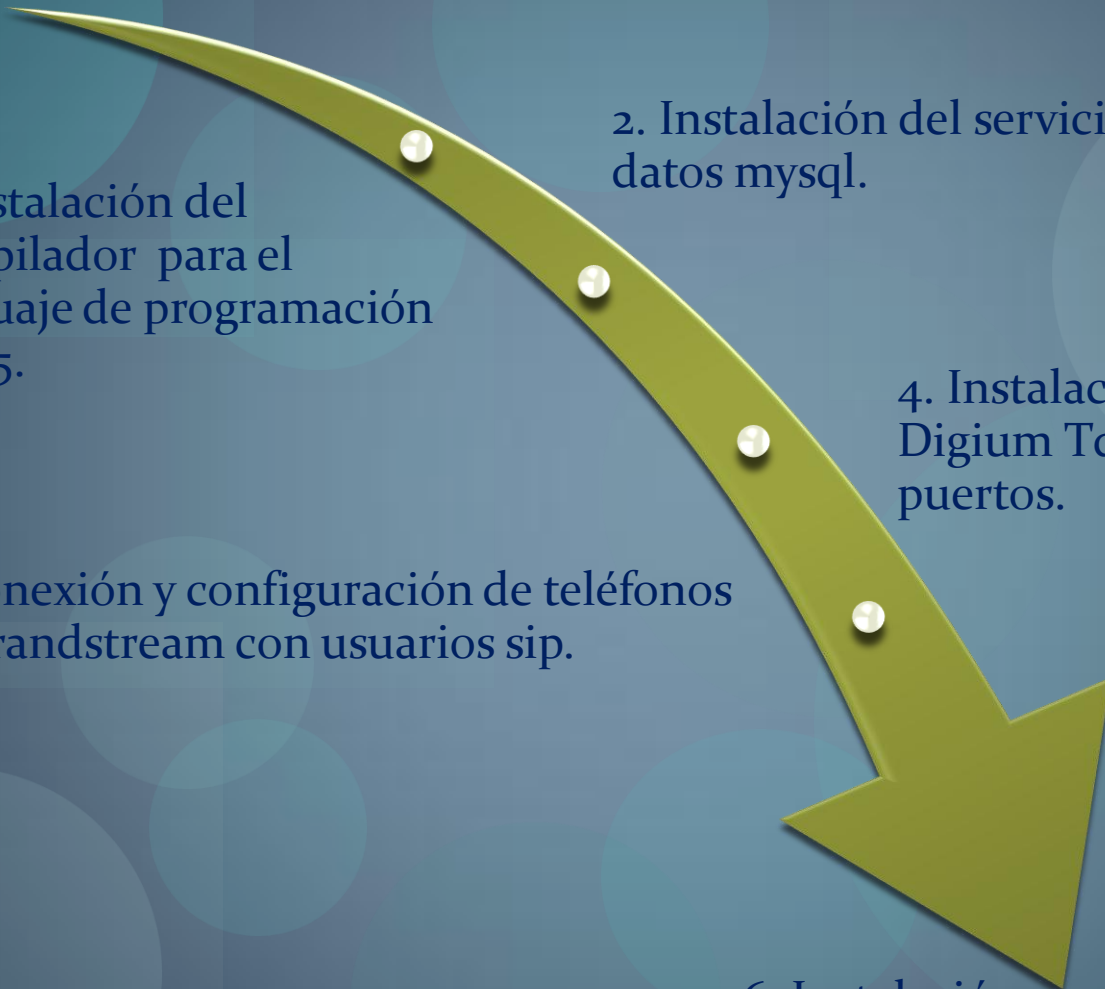 2. Instalación del servici
datos mysql.
stalación del
pilador para el
uaje de programación
5.
4. Instalac
Digium Tc
puertos.
nexión y configuración de teléfonos
randstream con usuarios sip.